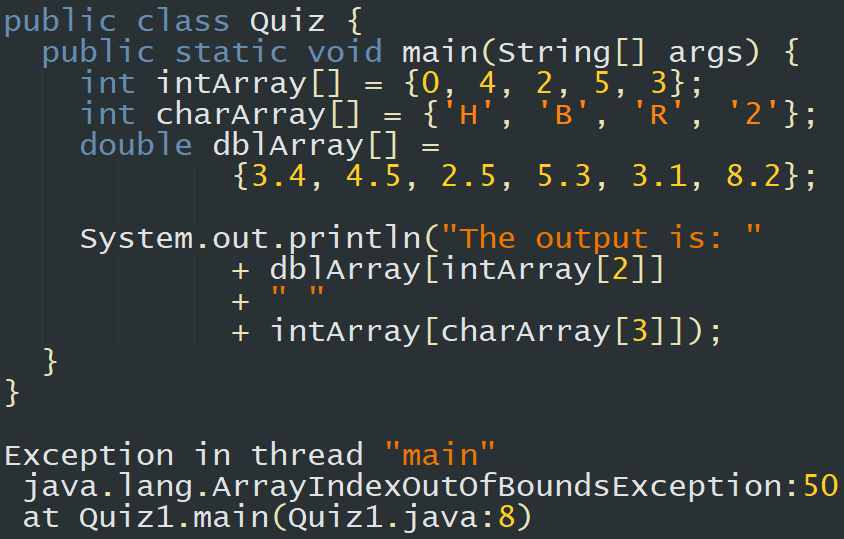 public class Quiz {
  public static void main(String[] args) {
    int intArray[] = {0, 4, 2, 5, 3};
    int charArray[] = {'H', 'B', 'R', '2'};
    double dblArray[] =
            {3.4, 4.5, 2.5, 5.3, 3.1, 8.2};

    System.out.println("The output is: "
            + dblArray[intArray[2]]
            + " "
            + intArray[charArray[3]]);
  }
}

Exception in thread "main"
 java.lang.ArrayIndexOutOfBoundsException:50
 at Quiz1.main(Quiz1.java:8)